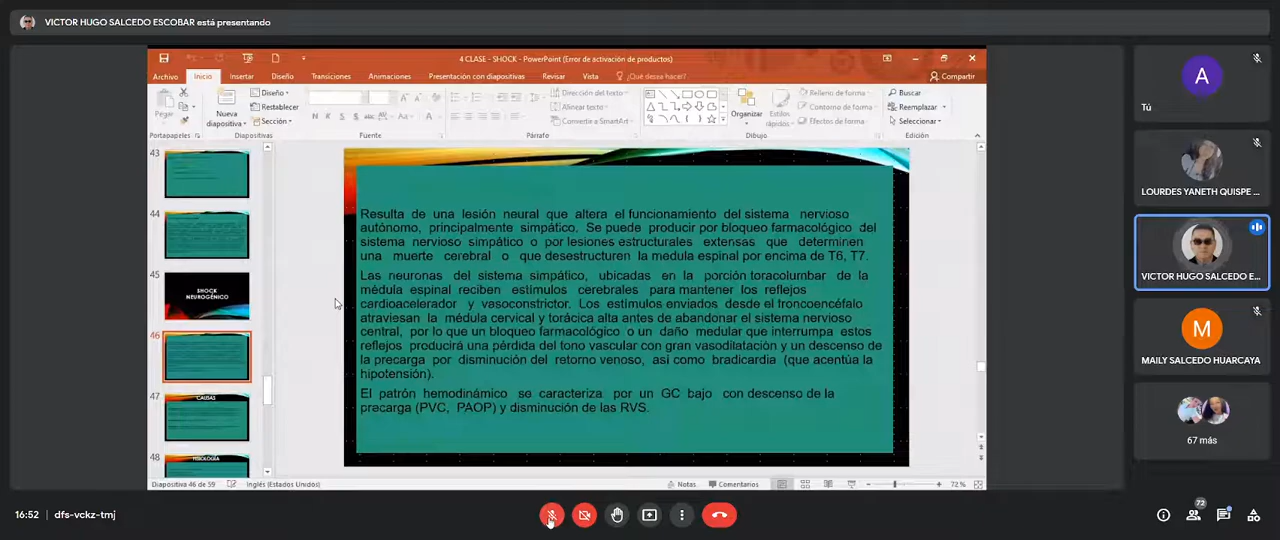 VICTOR HUGO SALCEDO ESCOBAR está presentando
4 CLASE - SHOCK - PowerPoint (Error de activación de productos)
Archivo
Inicio
Insertar
Diseño
Transiciones
Animaciones
Presentación con diapositivas
Revisar
Vista
¿Qué desea hacer?
Compartir
Pegar
Nueva
diapositiva
Diseño
Restablecer
Sección
N K S
Dirección del texto
Alinear texto
Convertir a SmartArt
Organizar
Estilos
rápidos
Relleno de forma
Contorno de forma
Efectos de forma
Buscar
Reemplazar
Seleccionar
Portapapeles
Diapositivas
Fuente
Párrafo
Dibujo
Edición
43
44
45
SHOCK
NEUROGÉNICO
46
47
CAUSAS
48
FISIOLOGÍA
Resulta de una lesión neural que altera el funcionamiento del sistema nervioso
autónomo, principalmente simpático. Se puede producir por bloqueo farmacológico del
sistema nervioso simpático o por lesiones estructurales extensas que determinen
una muerte cerebral o que desestructuren la medula espinal por encima de T6, T7.
Las neuronas del sistema simpático, ubicadas en la porción toracolumbar de la
médula espinal reciben estímulos cerebrales para mantener los reflejos
cardioacelerador y vasoconstrictor. Los estímulos enviados desde el troncoencéfalo
atraviesan la médula cervical y torácica alta antes de abandonar el sistema nervioso
central, por lo que un bloqueo farmacológico o un daño medular que interrumpa estos
reflejos producirá una pérdida del tono vascular con gran vasodilatación y un descenso de
la precarga por disminución del retorno venoso, así como bradicardia (que acentúa la
hipotensión).
El patrón hemodinámico se caracteriza por un GC bajo con descenso de la
precarga (PVC, PAOP) y disminución de las RVS.
Diapositiva 46 de 59
Inglés (Estados Unidos)
Notas
Comentarios
72 %
A
Tú
LOURDES YANETH QUISPE ...
VICTOR HUGO SALCEDO E...
M
MAILY SALCEDO HUARCAYA
67 más
16:52
dfs-vckz-tmj
72